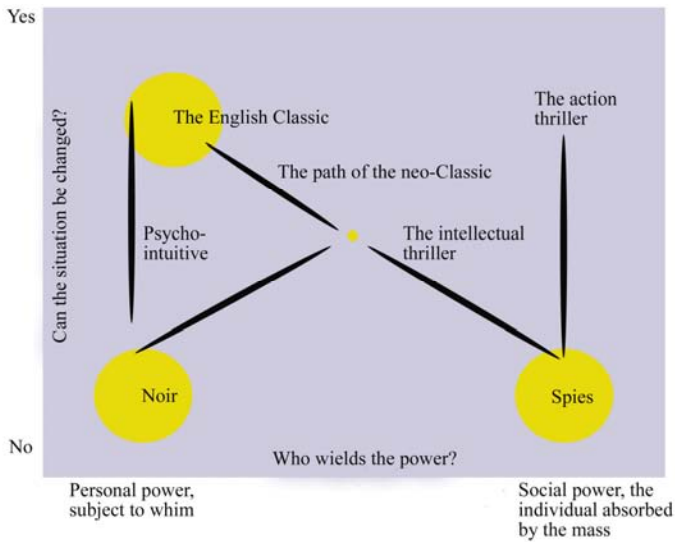 Yes
The action
thriller
The English Classic
Can the situation be changed?
The path of the neo-Classic
Psycho-
intuitive
The intellectual
thriller
Noir
Spies
No
Who wields the power?
Personal power,
subject to whim
Social power, the
individual absorbed
by the mass